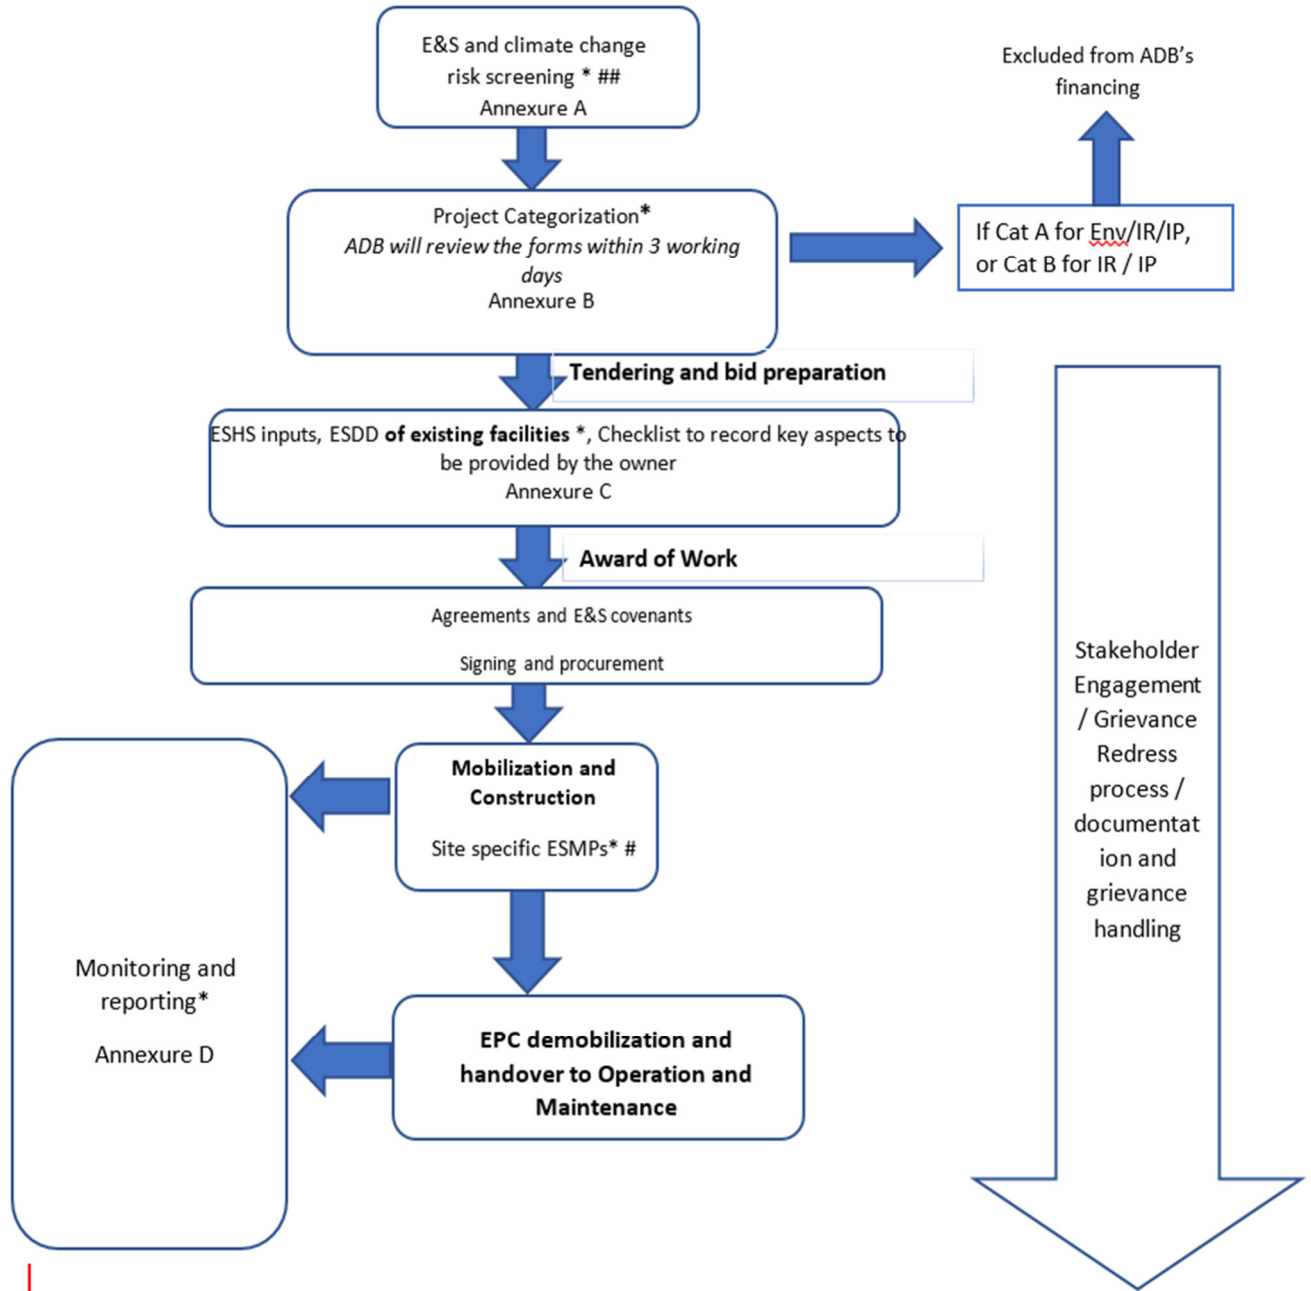 E&S and climate change
risk screening * ##
Annexure A
Excluded from ADB's
financing
Project Categorization*
ADB will review the forms within 3 working
days
Annexure B
If Cat A for Env/IR/IP,
or Cat B for IR / IP
Tendering and bid preparation
ESHS inputs, ESDD of existing facilities *, Checklist to record key aspects to
be provided by the owner
Annexure C
Award of Work
Agreements and E&S covenants
Signing and procurement
Mobilization and
Construction
Site specific ESMPs* #
Monitoring and
reporting*
Annexure D
EPC demobilization and
handover to Operation and
Maintenance
Stakeholder
Engagement
/ Grievance
Redress
process /
documentat
ion and
grievance
handling